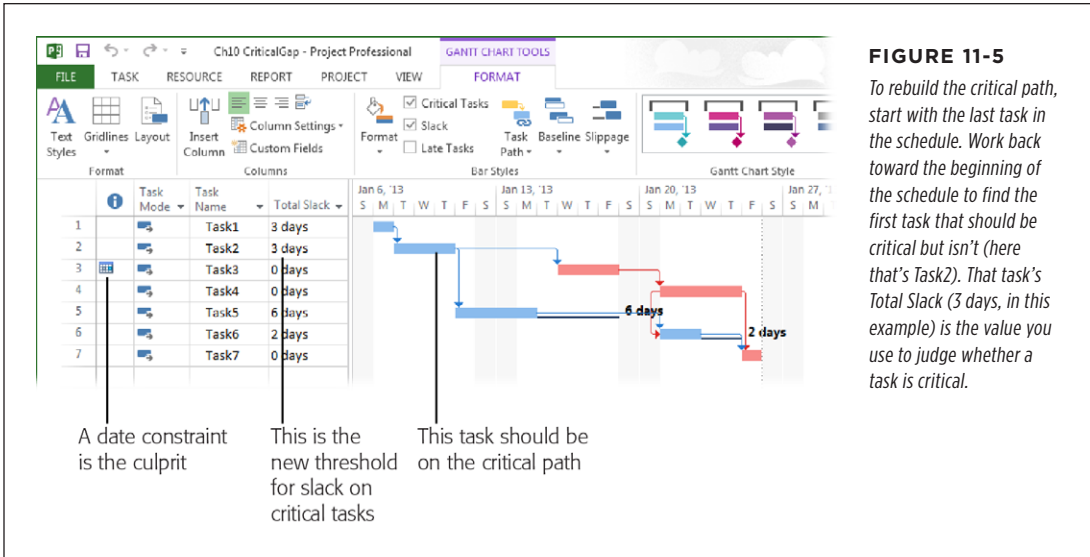 Ch10 CriticalGap - Project Professional
GANTT CHART TOOLS
FILE TASK RESOURCE REPORT PROJECT VIEW FORMAT
Text Styles
Gridlines
Layout
Format
Insert Column
Column Settings
Custom Fields
Columns
Format
Critical Tasks
Slack
Late Tasks
Task Path
Baseline
Slippage
Bar Styles
Gantt Chart Style
Task Mode
Task Name
Total Slack
Jan 6, '13 Jan 13, '13 Jan 20, '13 Jan 27, '1
S M T W T F S S M T W T F S S M T W T F S S M
1 Task1 3 days
2 Task2 3 days
3 Task3 0 days
4 Task4 0 days
5 Task5 6 days
6 Task6 2 days
7 Task7 0 days
6 days
2 days
A date constraint
is the culprit
This is the
new threshold
for slack on
critical tasks
This task should be
on the critical path
FIGURE 11-5
To rebuild the critical path,
start with the last task in
the schedule. Work back
toward the beginning of
the schedule to find the
first task that should be
critical but isn't (here
that's Task2). That task's
Total Slack (3 days, in this
example) is the value you
use to judge whether a
task is critical.